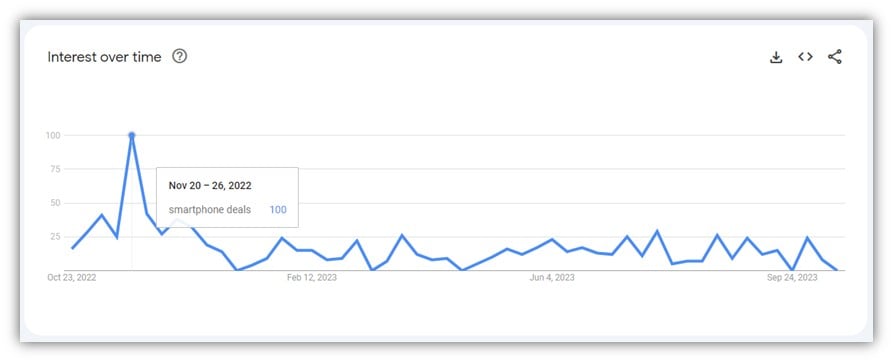 Interest over time
100
75
50
25
Nov 20 – 26, 2022
smartphone deals 100
Oct 23, 2022 Feb 12, 2023 Jun 4, 2023 Sep 24, 2023